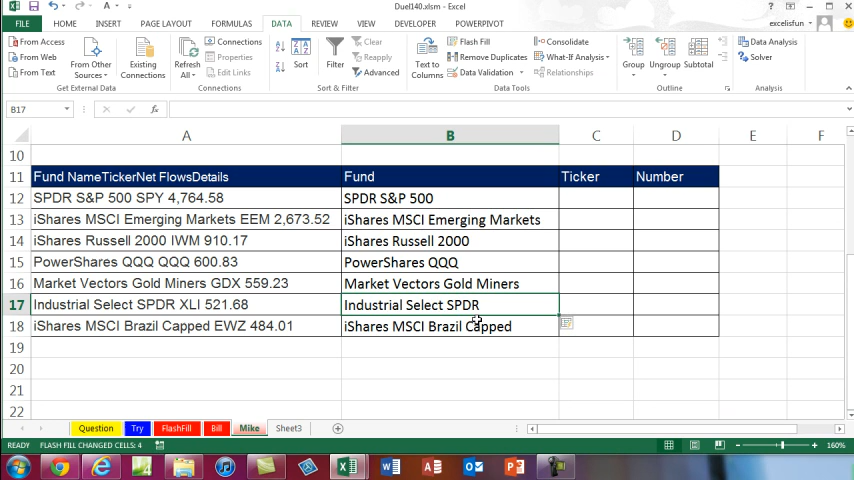 Duel140.xlsm - Excel
FILE HOME INSERT PAGE LAYOUT FORMULAS DATA REVIEW VIEW DEVELOPER POWERPIVOT excelisfun
From Access
From Web
From Text
From Other Sources
Existing Connections
Get External Data
Refresh All
Connections
Properties
Edit Links
Connections
Sort
Filter
Clear
Reapply
Advanced
Sort & Filter
Text to Columns
Flash Fill
Remove Duplicates
Data Validation
Consolidate
What-If Analysis
Relationships
Data Tools
Group
Ungroup
Subtotal
Outline
Data Analysis
Solver
Analysis
B17 fx
A B C D E F
10
11 Fund NameTickerNet FlowsDetails Fund Ticker Number
12 SPDR S&P 500 SPY 4,764.58 SPDR S&P 500
13 iShares MSCI Emerging Markets EEM 2,673.52 iShares MSCI Emerging Markets
14 iShares Russell 2000 IWM 910.17 iShares Russell 2000
15 PowerShares QQQ QQQ 600.83 PowerShares QQQ
16 Market Vectors Gold Miners GDX 559.23 Market Vectors Gold Miners
17 Industrial Select SPDR XLI 521.68 Industrial Select SPDR
18 iShares MSCI Brazil Capped EWZ 484.01 iShares MSCI Brazil Capped
19
20
21
22
Question Try FlashFill Bill Mike Sheet3
READY FLASH FILL CHANGED CELLS: 4 160%